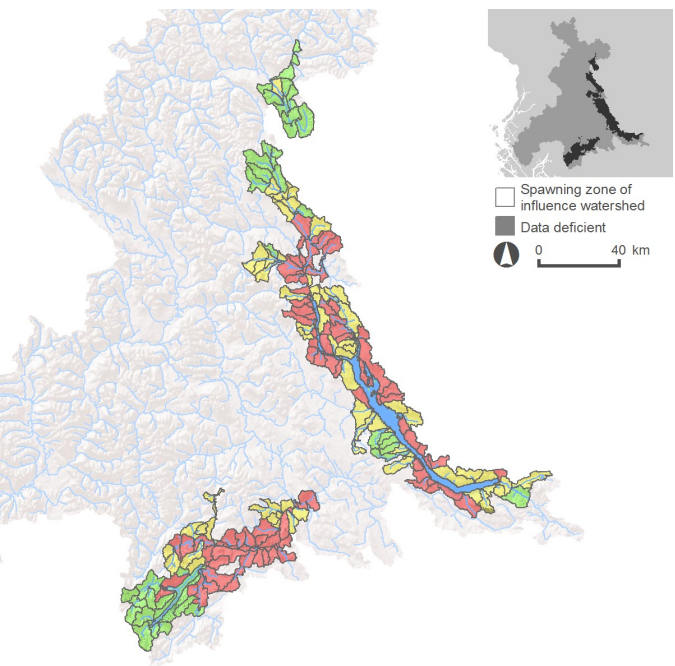 Spawning zone of
influence watershed
Data deficient
0 40 km